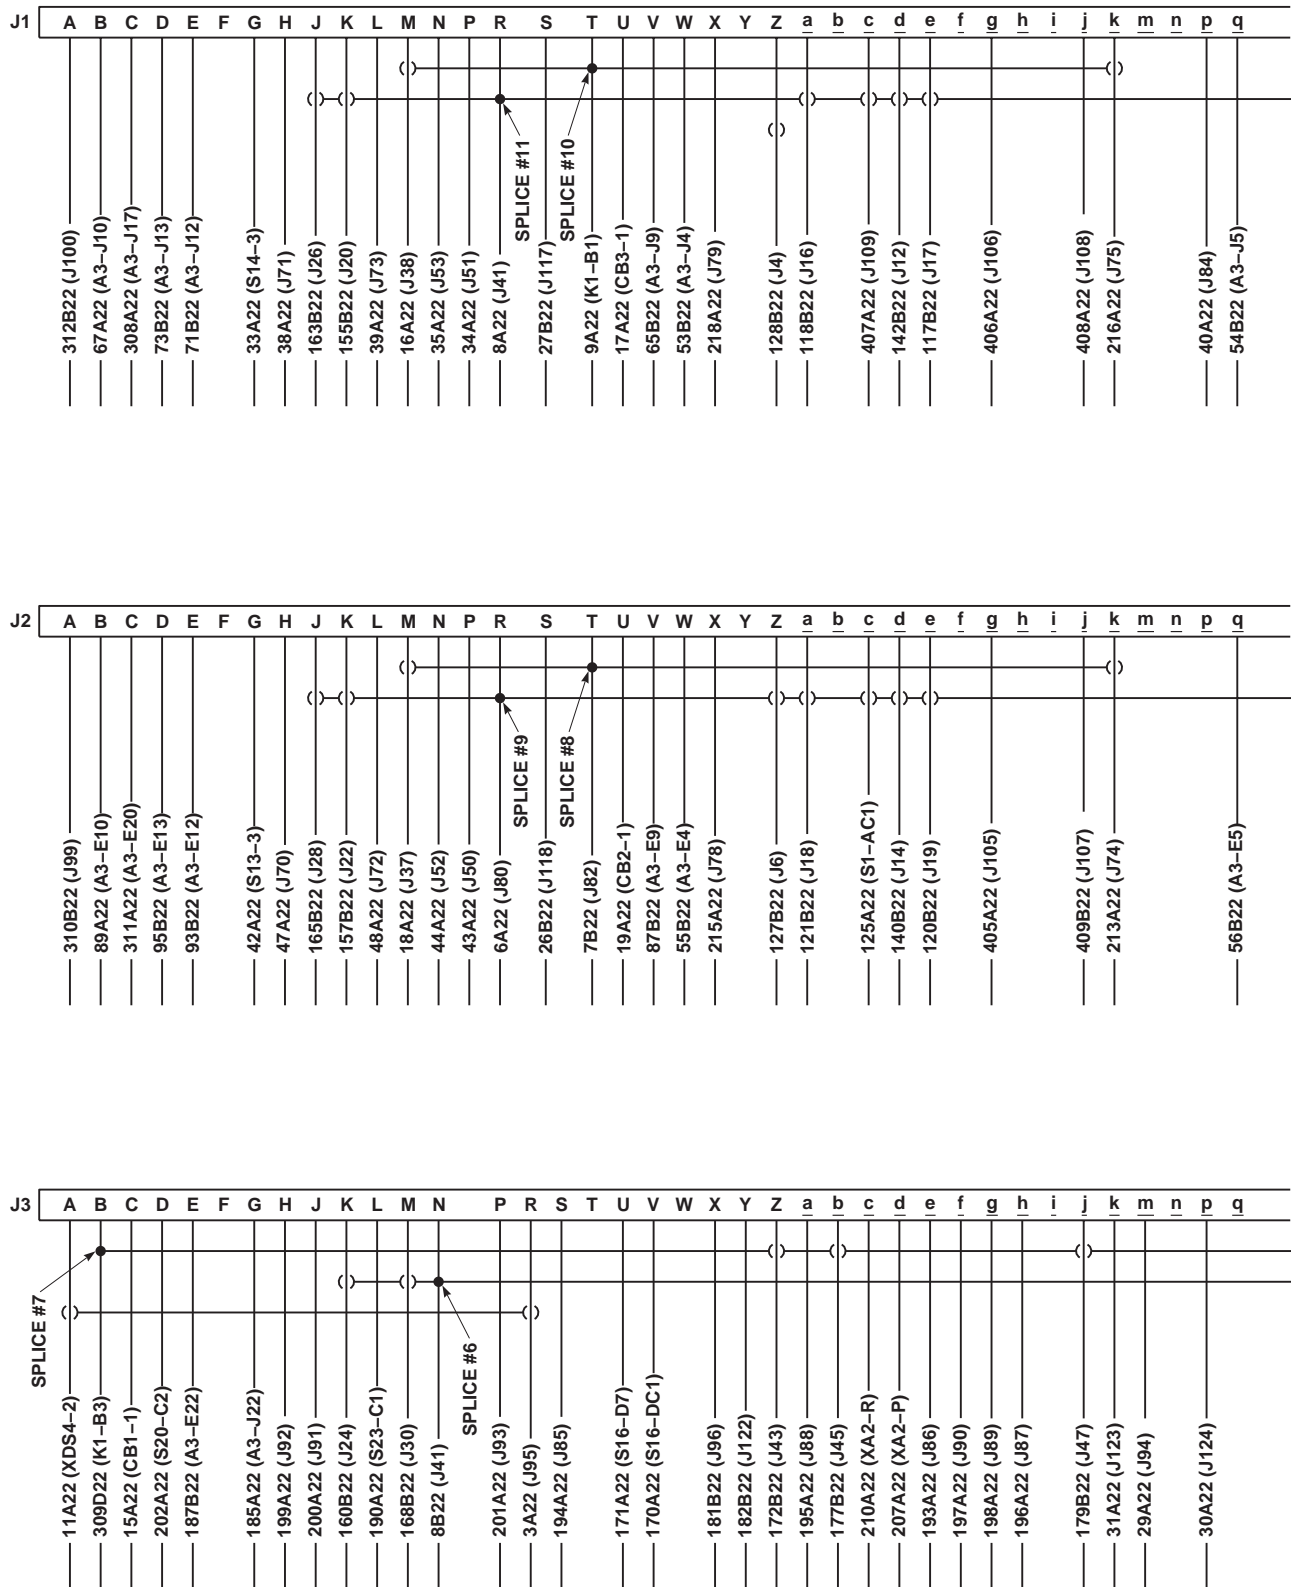 J1 A B C D E F G H J K L M N P R S T U V W X Y Z a b c d e f g h i j k m n p q
SPLICE #11
SPLICE #10
312B22 (J100)
67A22 (A3–J10)
308A22 (A3–J17)
73B22 (A3–J13)
71B22 (A3–J12)
33A22 (S14–3)
38A22 (J71)
163B22 (J26)
155B22 (J20)
39A22 (J73)
16A22 (J38)
35A22 (J53)
34A22 (J51)
8A22 (J41)
27B22 (J117)
9A22 (K1–B1)
17A22 (CB3–1)
65B22 (A3–J9)
53B22 (A3–J4)
218A22 (J79)
128B22 (J4)
118B22 (J16)
407A22 (J109)
142B22 (J12)
117B22 (J17)
406A22 (J106)
408A22 (J108)
216A22 (J75)
40A22 (J84)
54B22 (A3–J5)
J2 A B C D E F G H J K L M N P R S T U V W X Y Z a b c d e f g h i j k m n p q
SPLICE #9
SPLICE #8
310B22 (J99)
89A22 (A3–E10)
311A22 (A3–E20)
95B22 (A3–E13)
93B22 (A3–E12)
42A22 (S13–3)
47A22 (J70)
165B22 (J28)
157B22 (J22)
48A22 (J72)
18A22 (J37)
44A22 (J52)
43A22 (J50)
6A22 (J80)
26B22 (J118)
7B22 (J82)
19A22 (CB2–1)
87B22 (A3–E9)
55B22 (A3–E4)
215A22 (J78)
127B22 (J6)
121B22 (J18)
125A22 (S1–AC1)
140B22 (J14)
120B22 (J19)
405A22 (J105)
409B22 (J107)
213A22 (J74)
56B22 (A3–E5)
J3 A B C D E F G H J K L M N P R S T U V W X Y Z a b c d e f g h i j k m n p q
SPLICE #7
SPLICE #6
11A22 (XDS4–2)
309D22 (K1–B3)
15A22 (CB1–1)
202A22 (S20–C2)
187B22 (A3–E22)
185A22 (A3–J22)
199A22 (J92)
200A22 (J91)
160B22 (J24)
190A22 (S23–C1)
168B22 (J30)
8B22 (J41)
201A22 (J93)
3A22 (J95)
194A22 (J85)
171A22 (S16–D7)
170A22 (S16–DC1)
181B22 (J96)
182B22 (J122)
172B22 (J43)
195A22 (J88)
177B22 (J45)
210A22 (XA2–R)
207A22 (XA2–P)
193A22 (J86)
197A22 (J90)
198A22 (J89)
196A22 (J87)
179B22 (J47)
31A22 (J123)
29A22 (J94)
30A22 (J124)